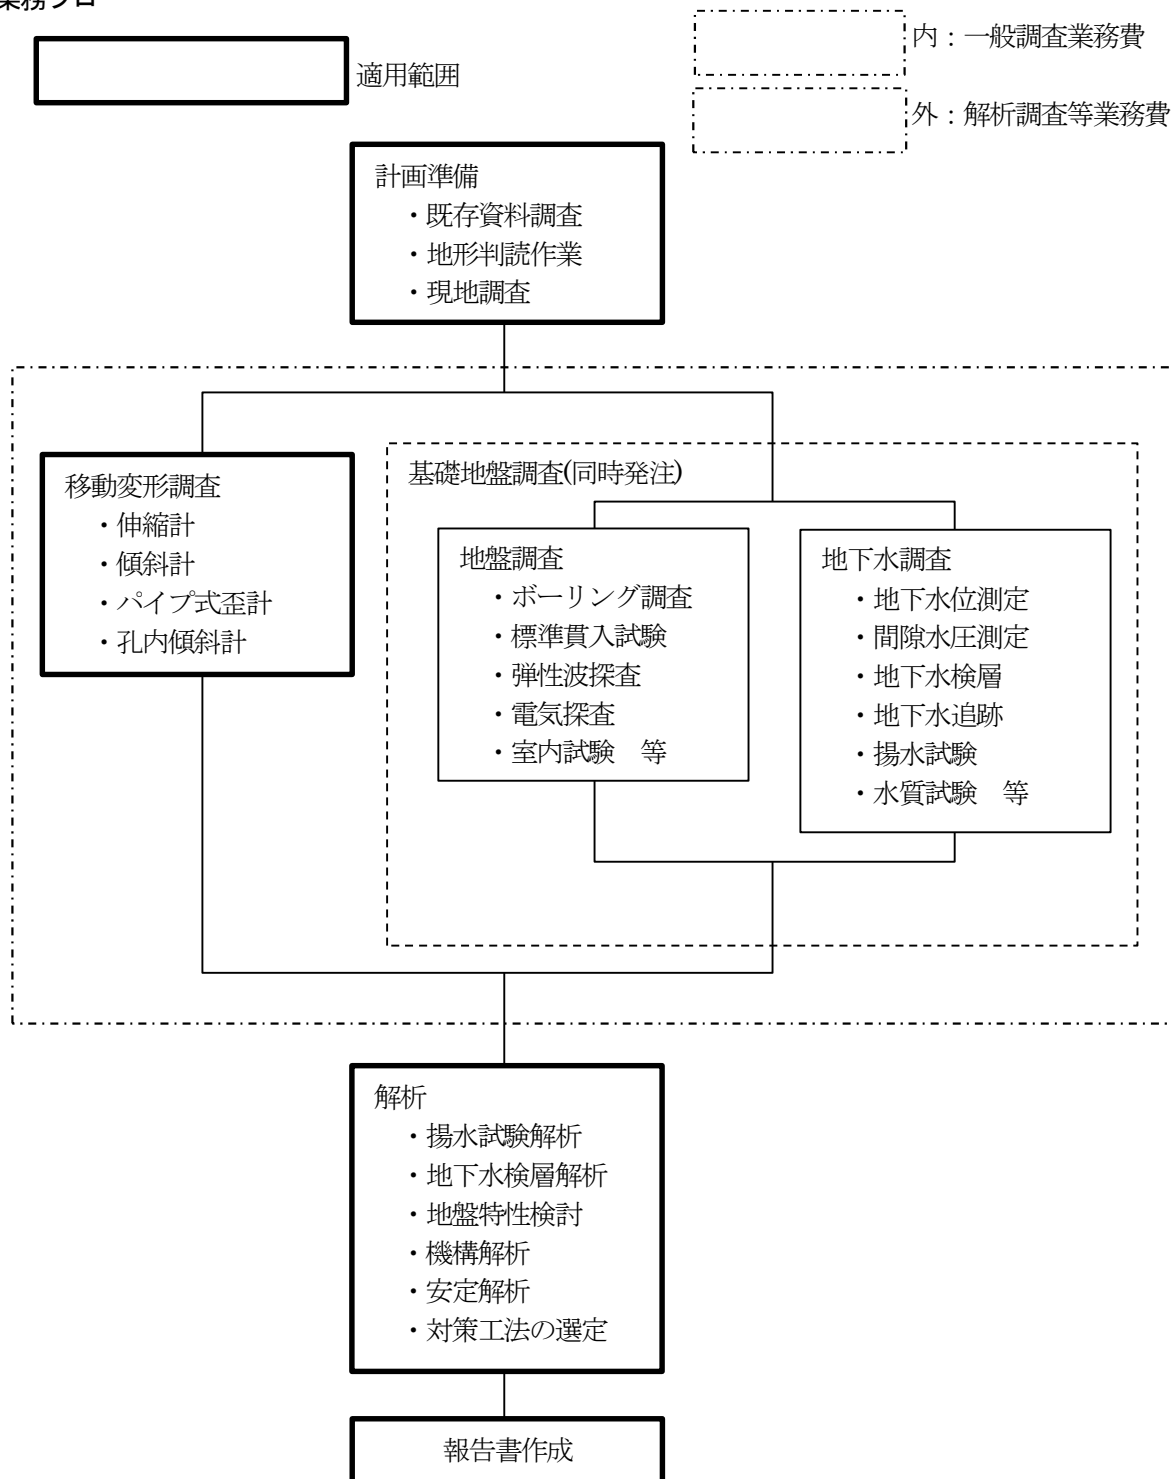 業務フロー
適用範囲
内：一般調査業務費
外：解析調査等業務費
計画準備
・既存資料調査
・地形判読作業
・現地調査
移動変形調査
・伸縮計
・傾斜計
・パイプ式歪計
・孔内傾斜計
基礎地盤調査(同時発注)
地盤調査
・ボーリング調査
・標準貫入試験
・弾性波探査
・電気探査
・室内試験　等
地下水調査
・地下水位測定
・間隙水圧測定
・地下水検層
・地下水追跡
・揚水試験
・水質試験　等
解析
・揚水試験解析
・地下水検層解析
・地盤特性検討
・機構解析
・安定解析
・対策工法の選定
報告書作成